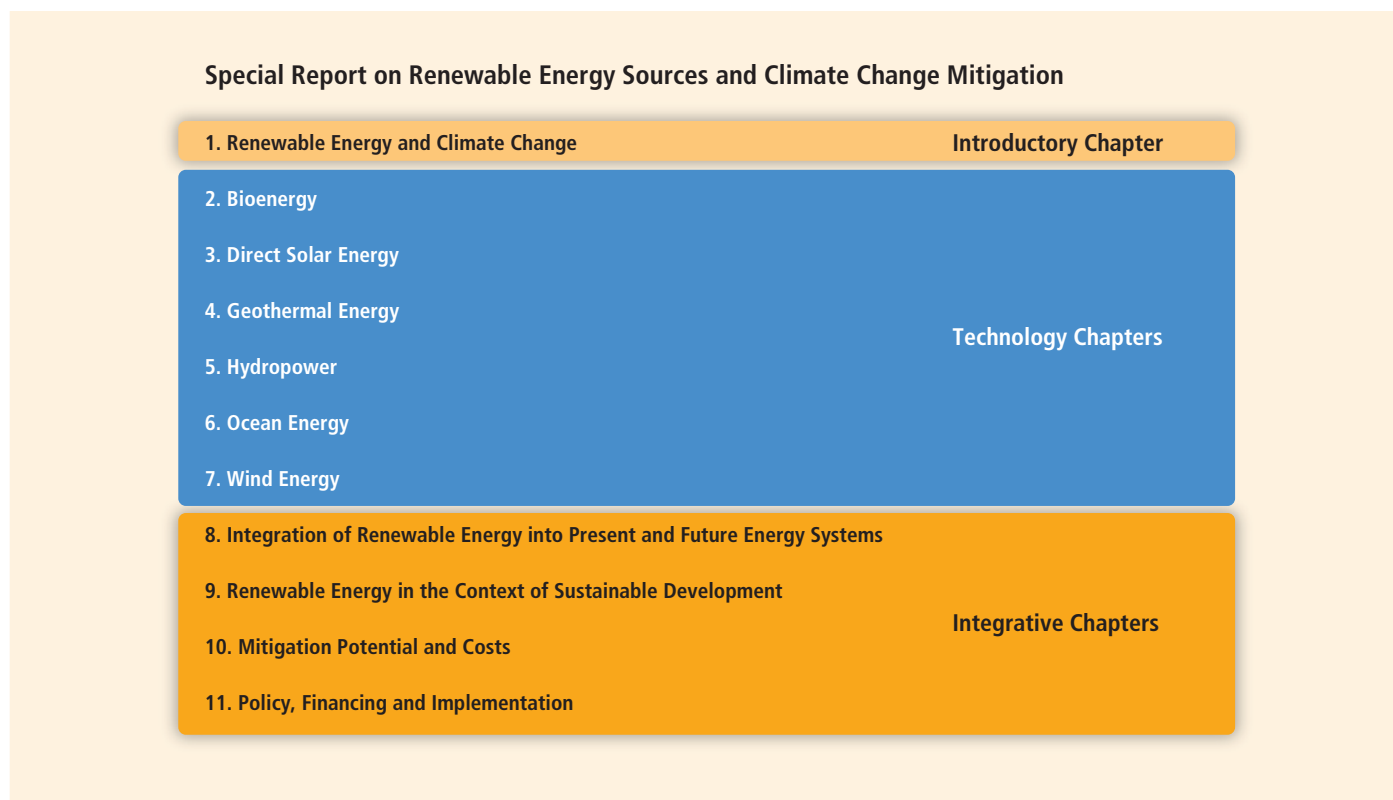 Special Report on Renewable Energy Sources and Climate Change Mitigation
1. Renewable Energy and Climate Change
Introductory Chapter
2. Bioenergy
3. Direct Solar Energy
4. Geothermal Energy
5. Hydropower
6. Ocean Energy
7. Wind Energy
Technology Chapters
8. Integration of Renewable Energy into Present and Future Energy Systems
9. Renewable Energy in the Context of Sustainable Development
10. Mitigation Potential and Costs
11. Policy, Financing and Implementation
Integrative Chapters